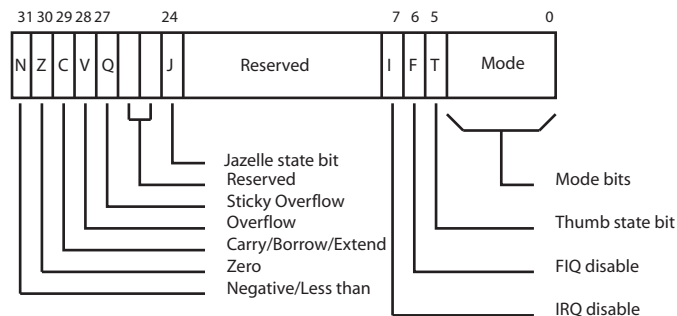 31 30 29 28 27 24 7 6 5 0
N Z C V Q J Reserved I F T Mode
Jazelle state bit
Reserved Mode bits
Sticky Overflow
Overflow Thumb state bit
Carry/Borrow/Extend
Zero FIQ disable
Negative/Less than
IRQ disable